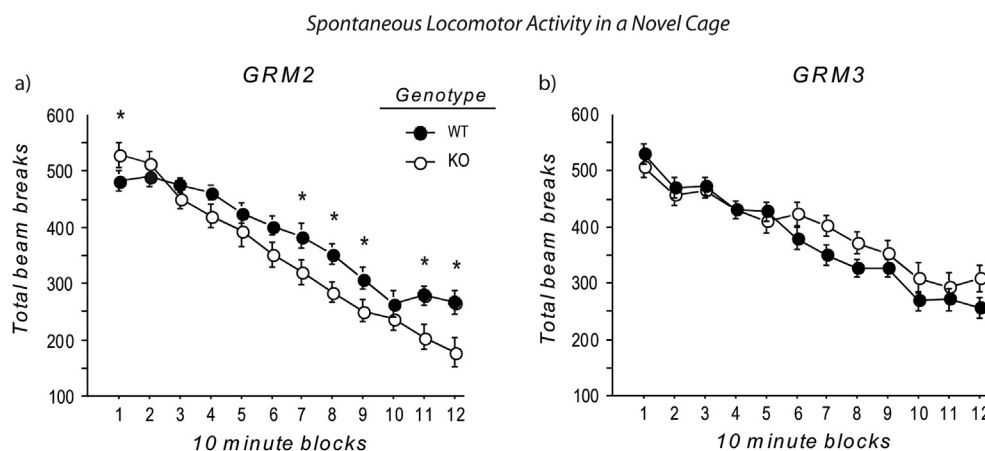 Spontaneous Locomotor Activity in a Novel Cage
a)
GRM2
Genotype
WT
KO
600
500
400
300
200
100
Total beam breaks
*
*
*
*
*
*
1 2 3 4 5 6 7 8 9 10 11 12
10 minute blocks
b)
GRM3
600
500
400
300
200
100
Total beam breaks
1 2 3 4 5 6 7 8 9 10 11 12
10 minute blocks